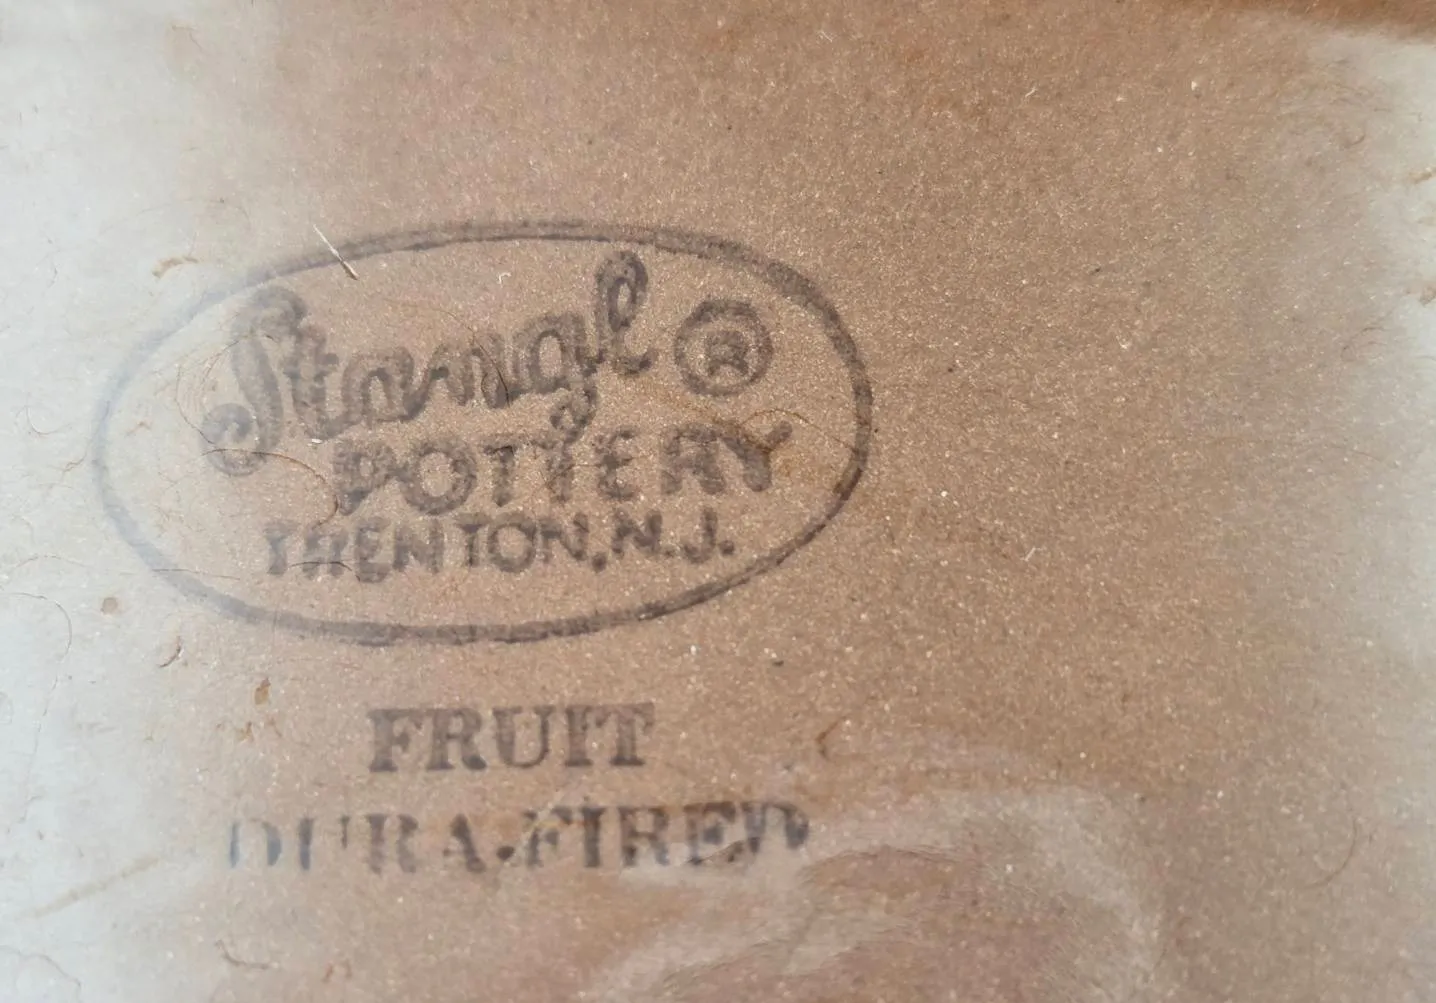 Stangl ®
POTTERY
TRENTON, N.J.
FRUIT
DURA-FIRED